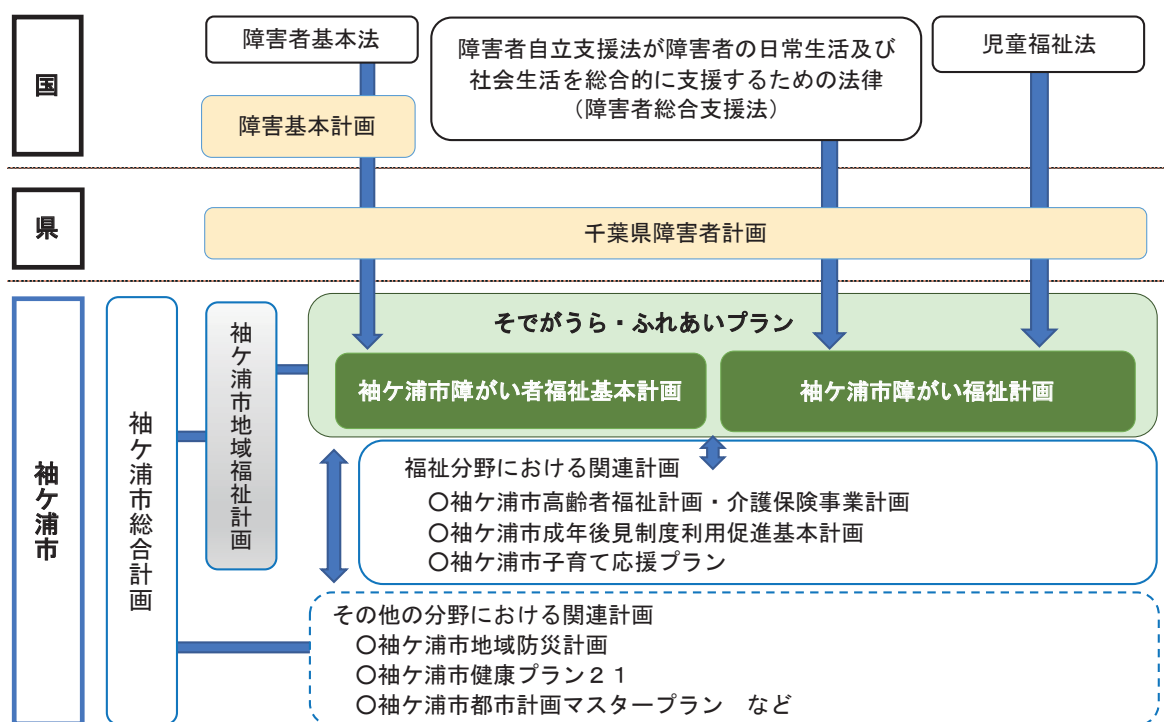 国
障害者基本法
障害者自立支援法が障害者の日常生活及び
社会生活を総合的に支援するための法律
（障害者総合支援法）
児童福祉法
障害基本計画
県
千葉県障害者計画
袖ケ浦市
袖ケ浦市総合計画
袖ケ浦市地域福祉計画
そでがうら・ふれあいプラン
袖ケ浦市障がい者福祉基本計画
袖ケ浦市障がい福祉計画
福祉分野における関連計画
〇袖ケ浦市高齢者福祉計画・介護保険事業計画
〇袖ケ浦市成年後見制度利用促進基本計画
〇袖ケ浦市子育て応援プラン
その他の分野における関連計画
〇袖ケ浦市地域防災計画
〇袖ケ浦市健康プラン２１
〇袖ケ浦市都市計画マスタープラン　など